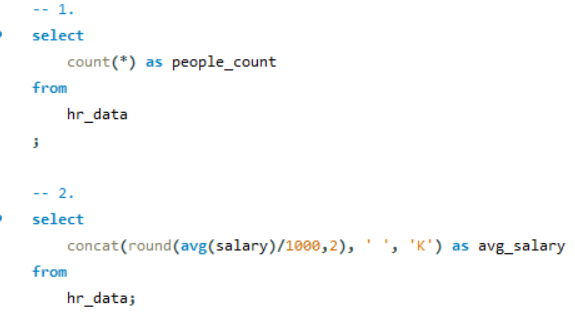 -- 1.
select
count(*) as people_count
from
hr_data
;
-- 2.
select
concat(round(avg(salary)/1000,2), ' ', 'K') as avg_salary
from
hr_data;